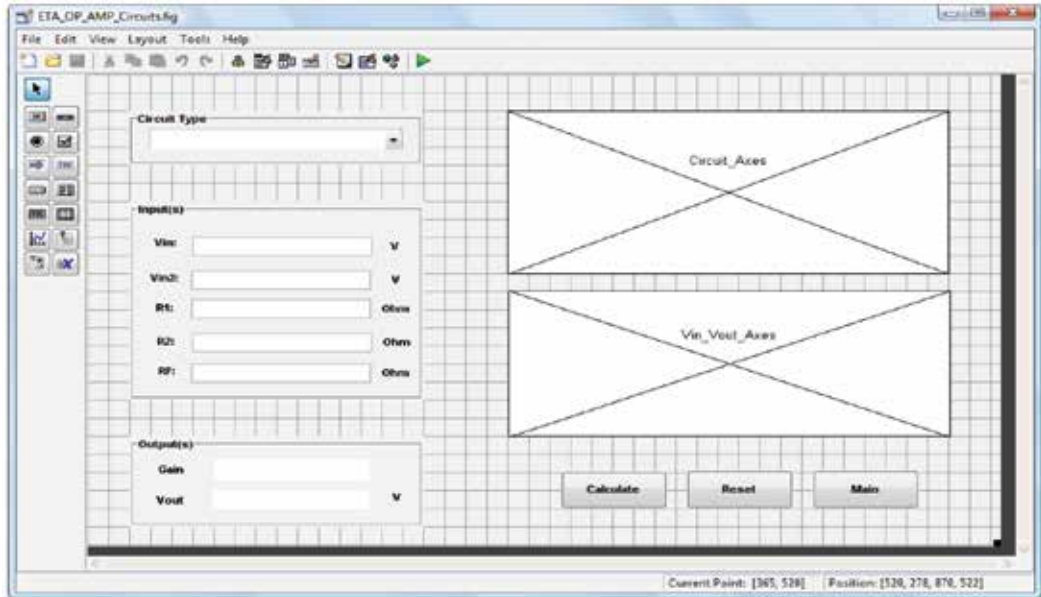 ETA_OP_AMP_Circuits.fig
File Edit View Layout Tools Help
Circuit Type
Input(s)
Vin: V
Vin2: V
R1: Ohm
R2: Ohm
RF: Ohm
Output(s)
Gain
Vout V
Circuit_Axes
Vin_Vout_Axes
Calculate Reset Main
Current Point: [365, 520] Position: [520, 278, 870, 522]